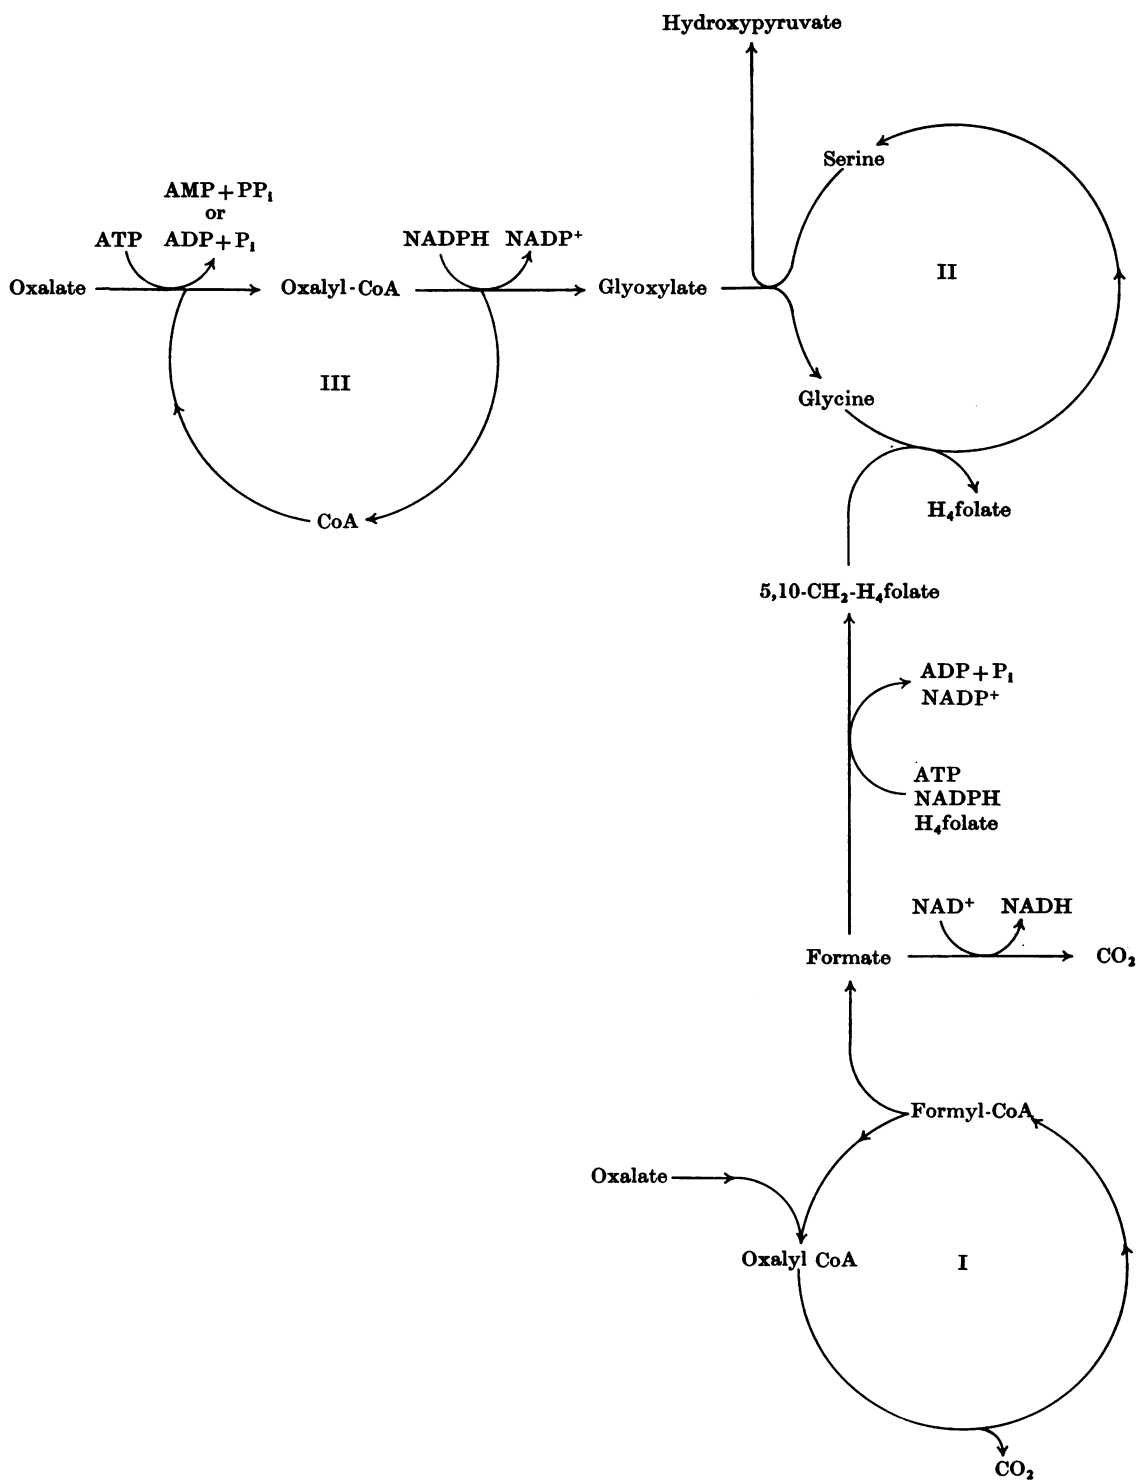 Hydroxypyruvate
Serine
AMP+PPi
or
ATP ADP+Pi
NADPH NADP⁺
II
Oxalate Oxalyl-CoA Glyoxylate
III
Glycine
CoA
H₄folate
5,10-CH₂-H₄folate
ADP+Pi
NADP⁺
ATP
NADPH
H₄folate
NAD⁺ NADH
Formate CO₂
Formyl-CoA
Oxalate
Oxalyl CoA I
CO₂